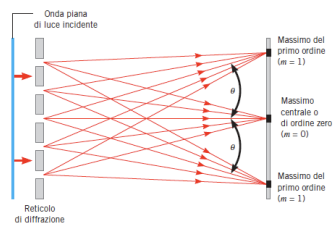 Onda piana
di luce incidente
Massimo del
primo ordine
(m = 1)
θ
Massimo
centrale o
di ordine zero
(m = 0)
θ
Massimo del
primo ordine
(m = 1)
Reticolo
di diffrazione